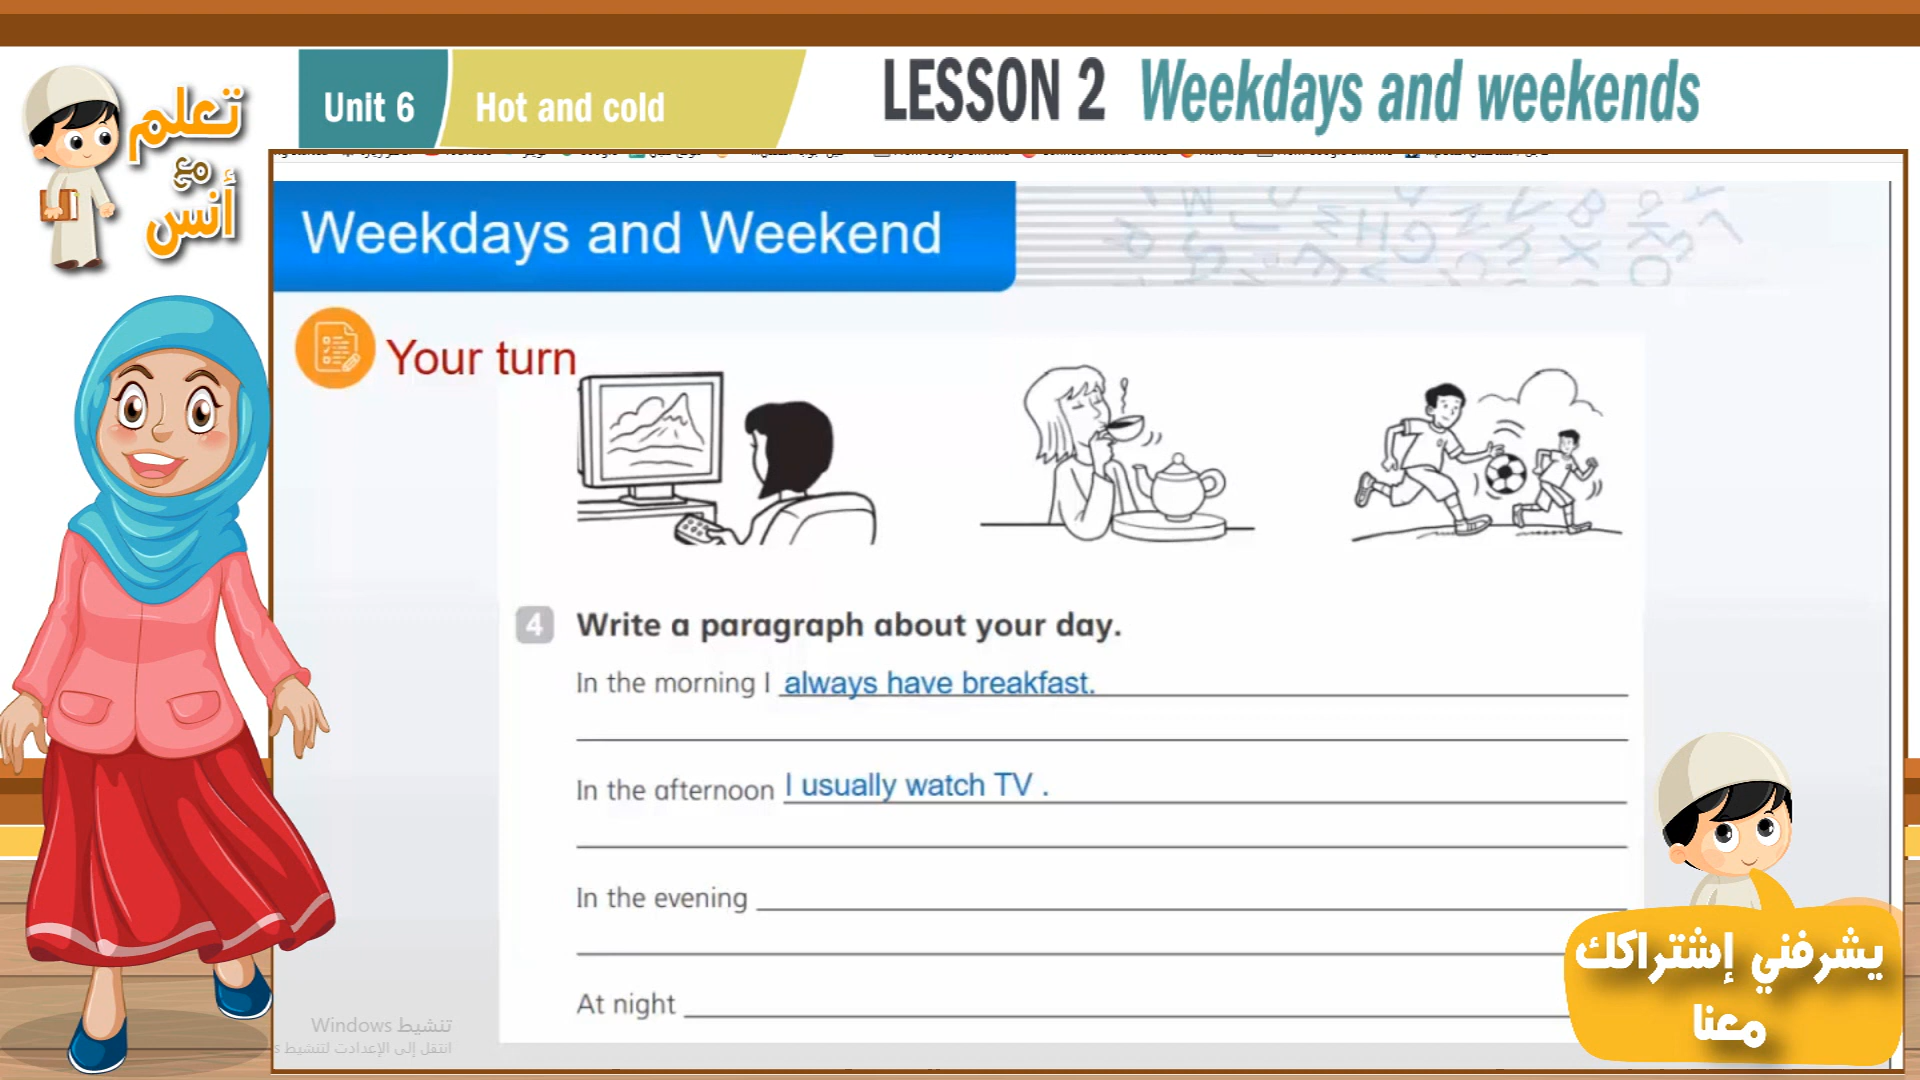 تعلم
مع
أنس
Unit 6
Hot and cold
LESSON 2 Weekdays and weekends
Weekdays and Weekend
Your turn
4 Write a paragraph about your day.
In the morning I always have breakfast.
In the afternoon I usually watch TV .
In the evening
At night
تنشيط Windows
انتقل إلى الإعدادت لتنشيط s
يشرفني إشتراكك
معنا